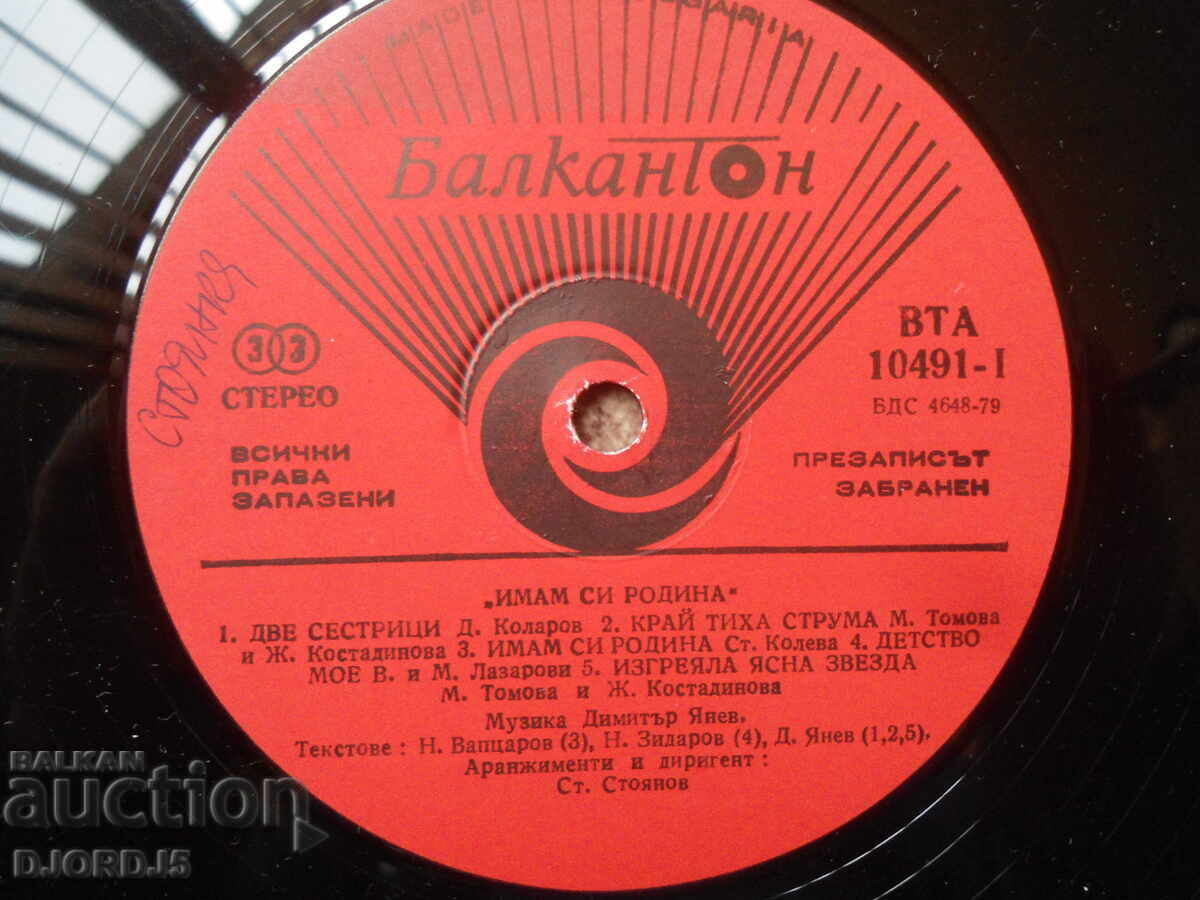 MADE
GARIA
Балкантон
Стояня
33
СТЕРЕО
ВСИЧКИ
ПРАВА
ЗАПАЗЕНИ
ВТА
10491-I
БДС 4648-79
ПРЕЗАПИСЪТ
ЗАБРАНЕН
„ИМАМ СИ РОДИНА“
1. ДВЕ СЕСТРИЦИ Д. Коларов 2. КРАЙ ТИХА СТРУМА М. Томова
и Ж. Костадинова 3. ИМАМ СИ РОДИНА Ст. Колева 4. ДЕТСТВО
МОЕ В. и М. Лазарови 5. ИЗГРЕЯЛА ЯСНА ЗВЕЗДА
М. Томова и Ж. Костадинова
Музика Димитър Янев.
Текстове : Н. Вапцаров (3), Н. Зидаров (4), Д. Янев (1,2,5).
Аранжименти и диригент :
Ст. Стоянов
BALKAN
auction
DJORDJ5